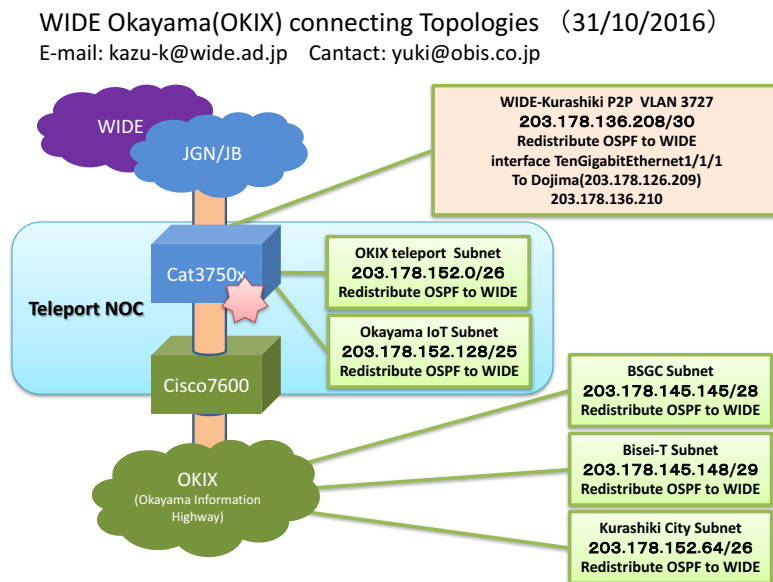 WIDE Okayama(OKIX) connecting Topologies （31/10/2016）
E-mail: kazu-k@wide.ad.jp Cantact: yuki@obis.co.jp
WIDE
JGN/JB
WIDE-Kurashiki P2P VLAN 3727
203.178.136.208/30
Redistribute OSPF to WIDE
interface TenGigabitEthernet1/1/1
To Dojima(203.178.126.209)
203.178.136.210
Teleport NOC
Cat3750x
OKIX teleport Subnet
203.178.152.0/26
Redistribute OSPF to WIDE
Okayama IoT Subnet
203.178.152.128/25
Redistribute OSPF to WIDE
Cisco7600
BSGC Subnet
203.178.145.145/28
Redistribute OSPF to WIDE
Bisei-T Subnet
203.178.145.148/29
Redistribute OSPF to WIDE
Kurashiki City Subnet
203.178.152.64/26
Redistribute OSPF to WIDE
OKIX
(Okayama Information
Highway)